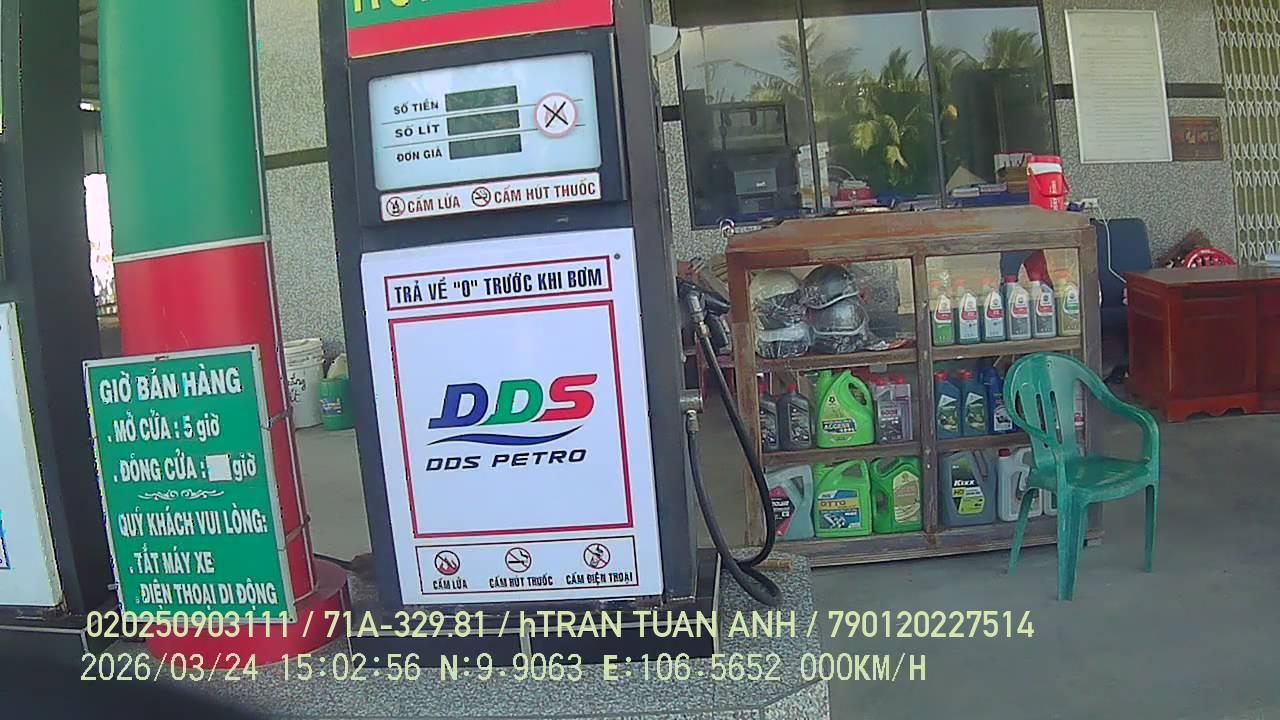 SỐ TIỀN
SỐ LÍT
ĐƠN GIÁ
CẤM LỬA
CẤM HÚT THUỐC
TRẢ VỀ "0" TRƯỚC KHI BƠM
DDS
DDS PETRO
CẤM LỬA
CẤM HÚT THUỐC
CẤM ĐIỆN THOẠI
GIỜ BÁN HÀNG
. MỞ CỬA : 5 giờ
. ĐÓNG CỬA : giờ
QUÝ KHÁCH VUI LÒNG:
. TẮT MÁY XE
. ĐIỆN THOẠI DI ĐỘNG
KIXX
020250903111 / 71A-329.81 / hTRAN TUAN ANH / 790120227514
2026/03/24 15:02:56 N:9.9063 E:106.5652 000KM/H